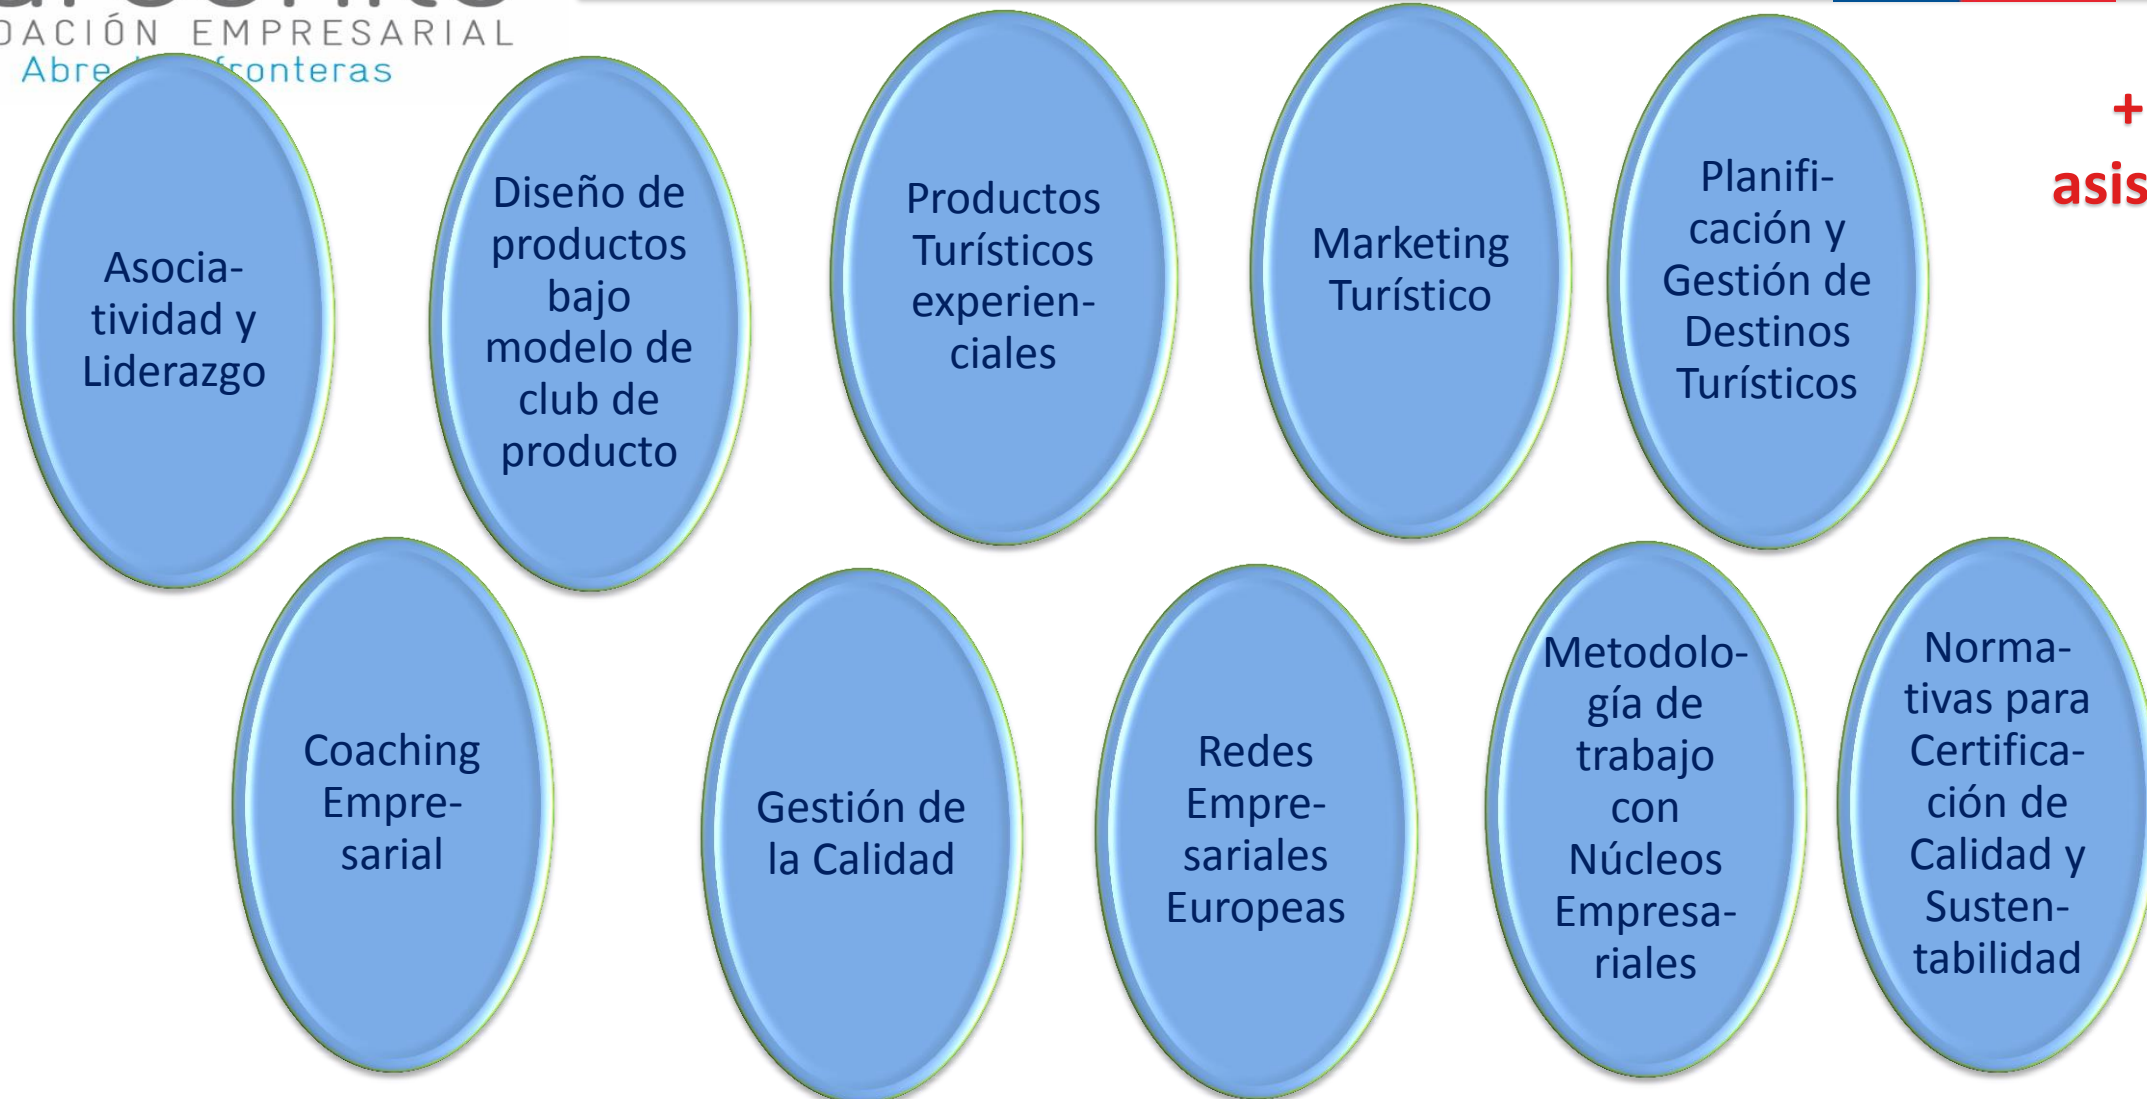 DACIÓN EMPRESARIAL
Abre fronteras
+
asis
Asocia-
tividad y
Liderazgo
Diseño de
productos
bajo
modelo de
club de
producto
Productos
Turísticos
experien-
ciales
Marketing
Turístico
Planifi-
cación y
Gestión de
Destinos
Turísticos
Coaching
Empre-
sarial
Gestión de
la Calidad
Redes
Empre-
sariales
Europeas
Metodolo-
gía de
trabajo
con
Núcleos
Empresa-
riales
Norma-
tivas para
Certifica-
ción de
Calidad y
Susten-
tabilidad